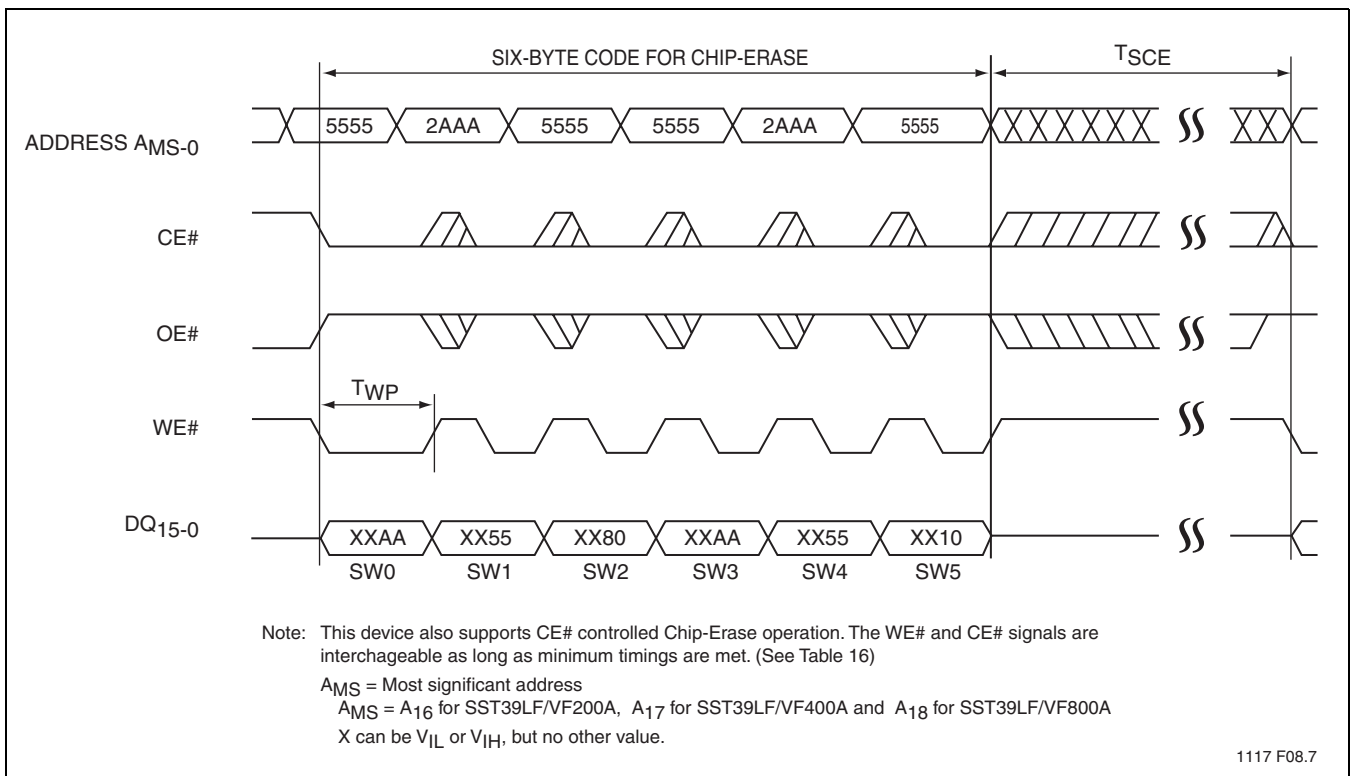 SIX-BYTE CODE FOR CHIP-ERASE TSCE
ADDRESS AMS-0 5555 2AAA 5555 5555 2AAA 5555
CE#
OE#
TWP
WE#
DQ15-0 XXAA XX55 XX80 XXAA XX55 XX10
SW0 SW1 SW2 SW3 SW4 SW5
Note: This device also supports CE# controlled Chip-Erase operation. The WE# and CE# signals are
interchageable as long as minimum timings are met. (See Table 16)
AMS = Most significant address
AMS = A16 for SST39LF/VF200A, A17 for SST39LF/VF400A and A18 for SST39LF/VF800A
X can be VIL or VIH, but no other value.
1117 F08.7